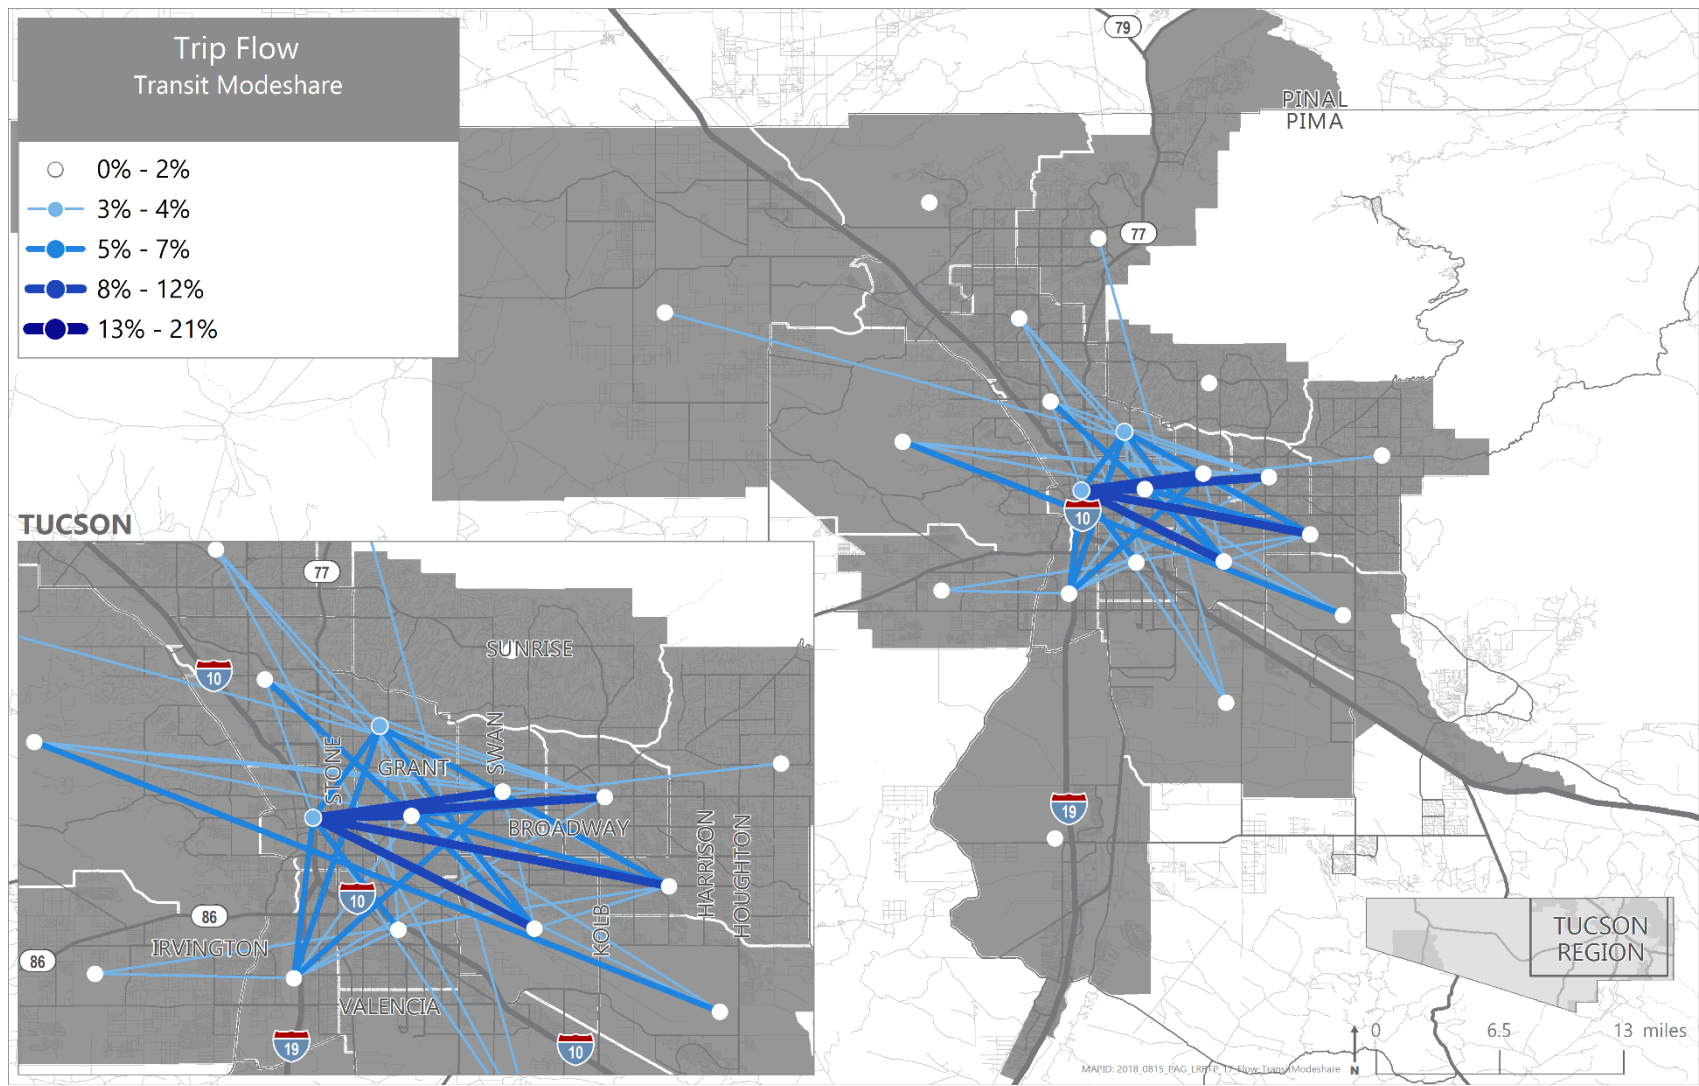 Trip Flow
Transit Modeshare
0% - 2%
3% - 4%
5% - 7%
8% - 12%
13% - 21%
79
PINAL
PIMA
77
10
19
TUCSON
77
SUNRISE
10
SWAN
STONE
GRANT
BROADWAY
HARRISON
HOUGHTON
10
86
IRVINGTON
KOLB
86
VALENCIA
19
10
TUCSON
REGION
0 6.5 13 miles
N